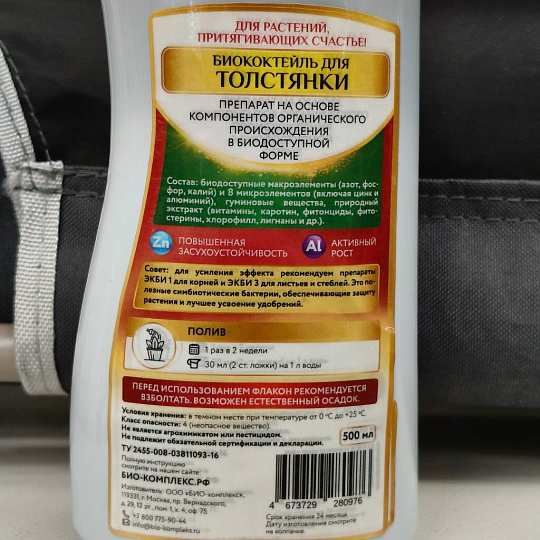 ДЛЯ РАСТЕНИЙ,
ПРИТЯГИВАЮЩИХ СЧАСТЬЕ!
БИОКОКТЕЙЛЬ ДЛЯ
ТОЛСТЯНКИ
ПРЕПАРАТ НА ОСНОВЕ
КОМПОНЕНТОВ ОРГАНИЧЕСКОГО
ПРОИСХОЖДЕНИЯ
В БИОДОСТУПНОЙ
ФОРМЕ
Состав: биодоступные макроэлементы (азот, фос-
фор, калий) и 8 микроэлементов (включая цинк и
алюминий), гуминовые вещества, природный
экстракт (витамины, каротин, фитонциды, фито-
стерины, хлорофилл, лигнаны и др.).
Zn ПОВЫШЕННАЯ
ЗАСУХОУСТОЙЧИВОСТЬ
Al АКТИВНЫЙ
РОСТ
Совет: для усиления эффекта рекомендуем препараты
ЭКБИ 1 для корней и ЭКБИ 3 для листьев и стеблей. Это по-
лезные симбиотические бактерии, обеспечивающие защиту
растения и лучшее усвоение удобрений.
ПОЛИВ
1 раз в 2 недели
30 мл (2 ст. ложки) на 1 л воды
ПЕРЕД ИСПОЛЬЗОВАНИЕМ ФЛАКОН РЕКОМЕНДУЕТСЯ
ВЗБОЛТАТЬ. ВОЗМОЖЕН ЕСТЕСТВЕННЫЙ ОСАДОК.
Условия хранения: в темном месте при температуре от 0 °С до +25 °С.
Класс опасности: 4 (неопасное вещество).
Не является агрохимикатом или пестицидом.
Не подлежит обязательной сертификации и декларации.
500 мл
ТУ 2455-008-03811093-16
Полную инструкцию
смотрите на нашем сайте:
БИО-КОМПЛЕКС.РФ
Изготовитель: ООО «БИО-комплекс»,
119331, г. Москва, пр. Вернадского,
д. 29, 12 эт., пом. 1, к. 4, оф. 75.
+7 800 775-90-44
info@bio-kompleks.ru
4 673729 280976
Срок хранения 24 месяца
Дату изготовления смотрите
на колпачке.